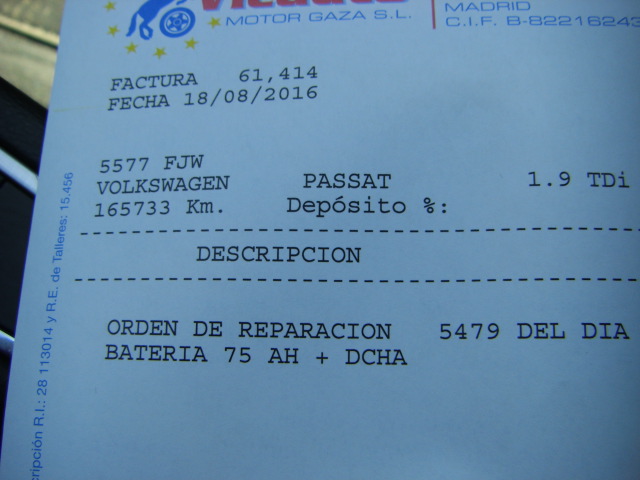 MOTOR GAZA S.L.
MADRID
C.I.F. B-82216243
FACTURA 61,414
FECHA 18/08/2016
5577 FJW
VOLKSWAGEN PASSAT 1.9 TDi
165733 Km. Depósito %:
DESCRIPCION
ORDEN DE REPARACION 5479 DEL DIA
BATERIA 75 AH + DCHA
cripción R.I.: 28 113014 y R.E. de Talleres: 15.456